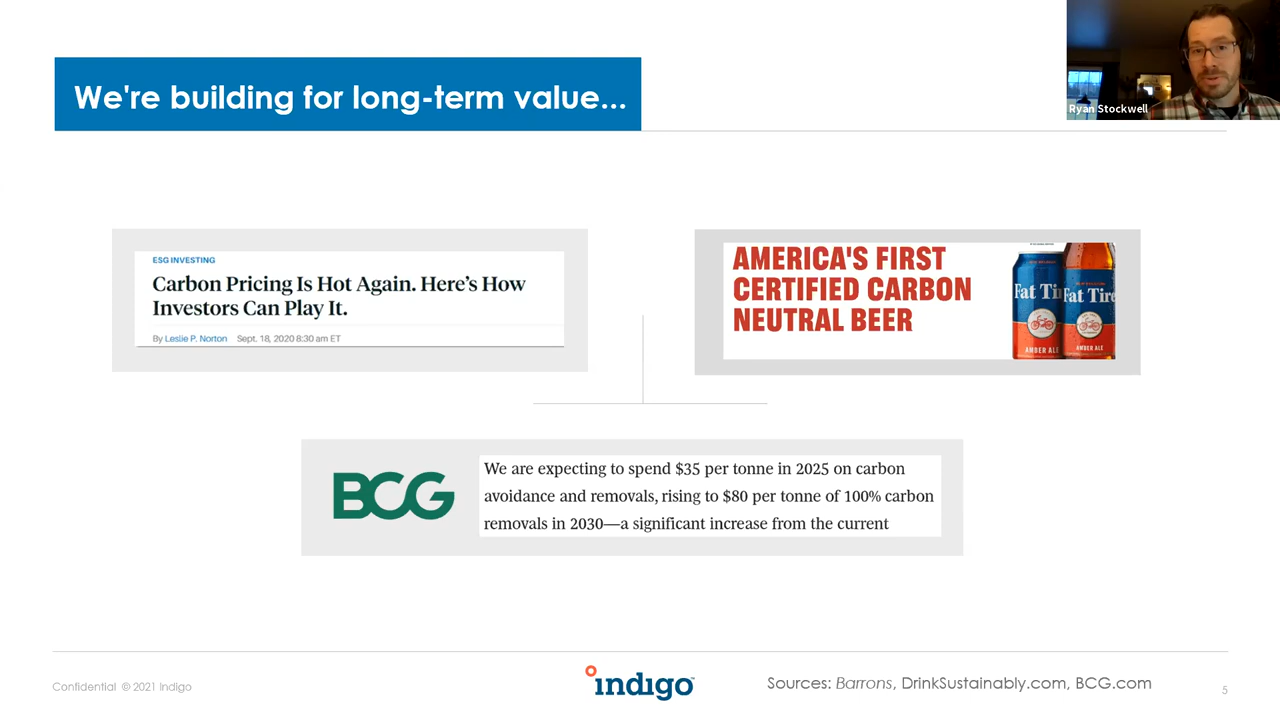 We're building for long-term value...
Ryan Stockwell
ESG INVESTING
Carbon Pricing Is Hot Again. Here's How
Investors Can Play It.
By Leslie P. Norton Sept. 18, 2020 8:30 am ET
AMERICA'S FIRST
CERTIFIED CARBON
NEUTRAL BEER
Fat Ti
AMBER AL
Fat Tire
AMBER ALE
BCG
We are expecting to spend $35 per tonne in 2025 on carbon
avoidance and removals, rising to $80 per tonne of 100% carbon
removals in 2030—a significant increase from the current
Confidential © 2021 Indigo
indigo™
Sources: Barrons, DrinkSustainably.com, BCG.com
5